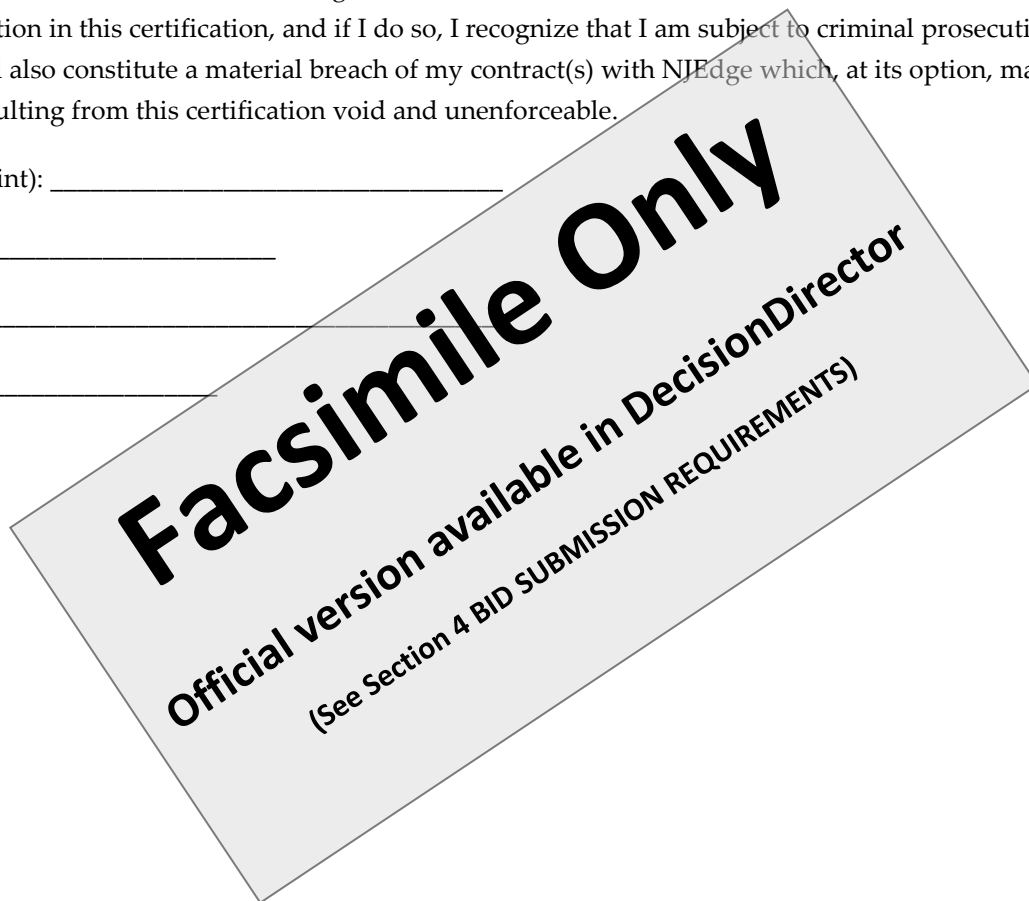 tion in this certification, and if I do so, I recognize that I am subject to criminal prosecuti
also constitute a material breach of my contract(s) with NJEdge which, at its option, ma
ulting from this certification void and unenforceable.
int): ___________________________________
Facsimile Only
Official version available in DecisionDirector
(See Section 4 BID SUBMISSION REQUIREMENTS)